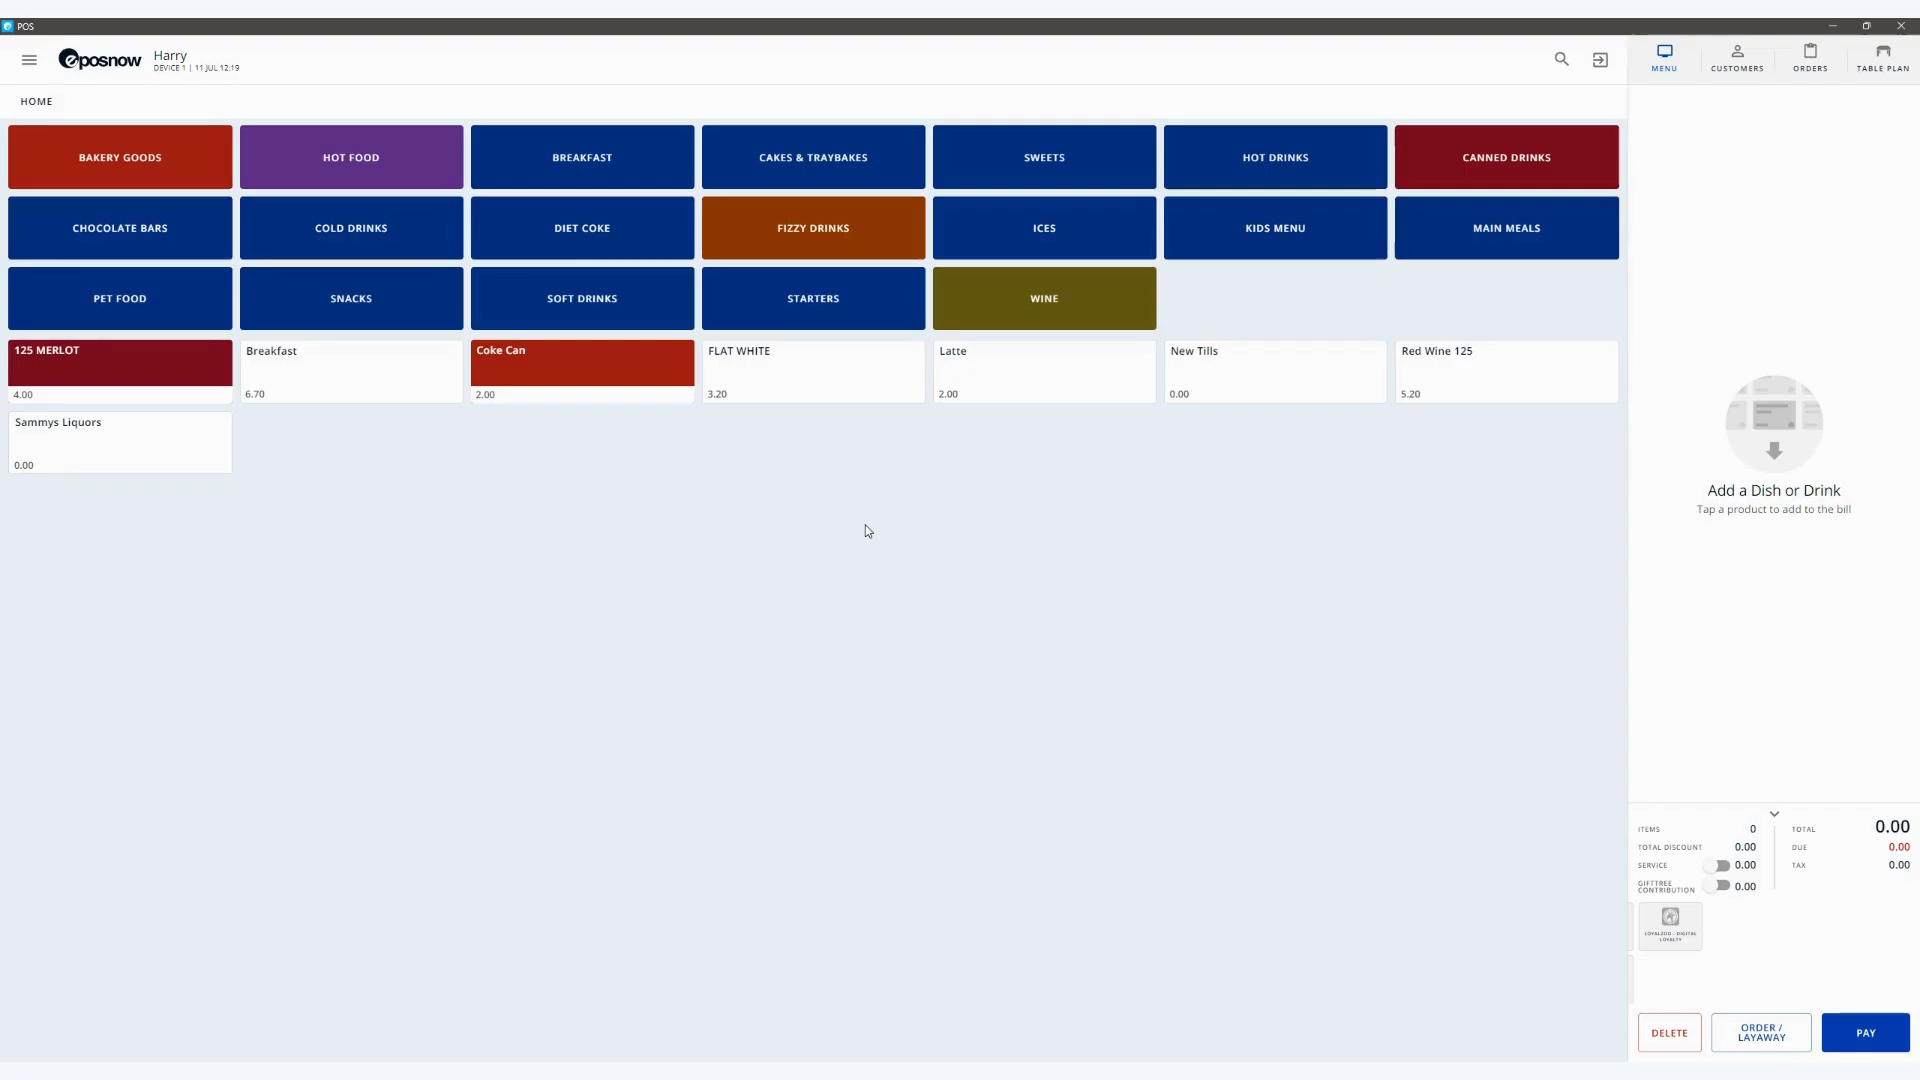 POS
eposnow
Harry
DEVICE 1 | 11 JUL 12:19
MENU
CUSTOMERS
ORDERS
TABLE PLAN
HOME
BAKERY GOODS
HOT FOOD
BREAKFAST
CAKES & TRAYBAKES
SWEETS
HOT DRINKS
CANNED DRINKS
CHOCOLATE BARS
COLD DRINKS
DIET COKE
FIZZY DRINKS
ICES
KIDS MENU
MAIN MEALS
PET FOOD
SNACKS
SOFT DRINKS
STARTERS
WINE
125 MERLOT
4.00
Breakfast
6.70
Coke Can
2.00
FLAT WHITE
3.20
Latte
2.00
New Tills
0.00
Red Wine 125
5.20
Sammys Liquors
0.00
Add a Dish or Drink
Tap a product to add to the bill
ITEMS 0
TOTAL DISCOUNT 0.00
SERVICE 0.00
GIFTTREE
CONTRIBUTION 0.00
TOTAL 0.00
DUE 0.00
TAX 0.00
LOYALZOO - DIGITAL
LOYALTY
DELETE
ORDER /
LAYAWAY
PAY